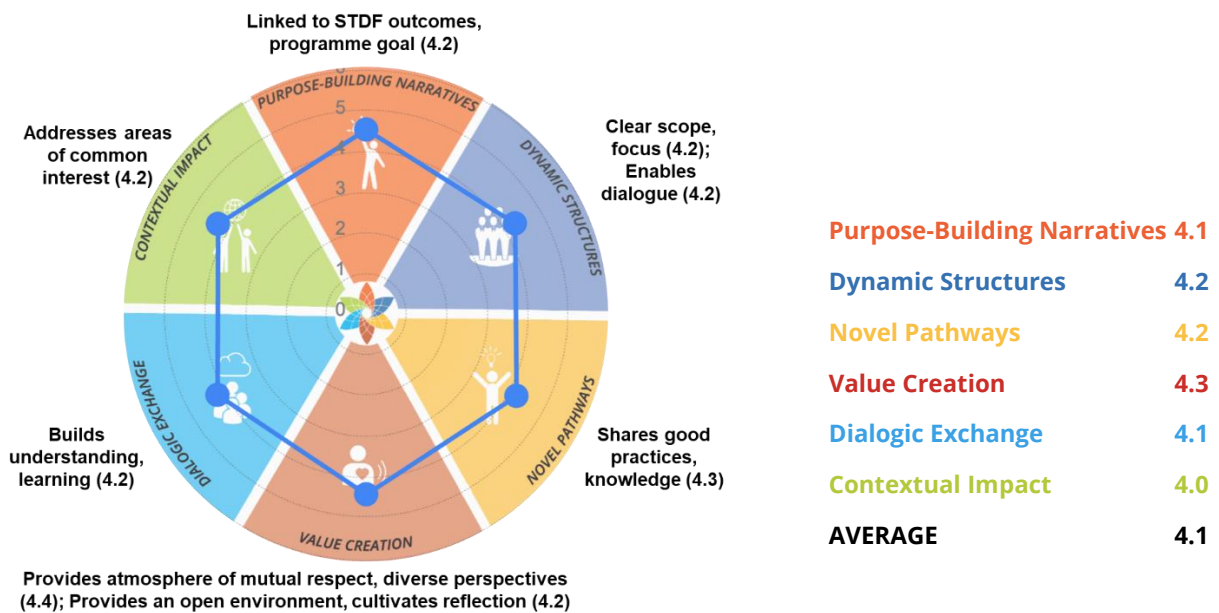 Linked to STDF outcomes,
programme goal (4.2)
Addresses areas
of common
interest (4.2)
Clear scope,
focus (4.2);
Enables
dialogue (4.2)
PURPOSE-BUILDING NARRATIVES
CONTEXTUAL IMPACT
DYNAMIC STRUCTURES
5
4
3
2
1
0
DIALOGIC EXCHANGE
NOVEL PATHWAYS
VALUE CREATION
Builds
understanding,
learning (4.2)
Shares good
practices,
knowledge (4.3)
Provides atmosphere of mutual respect, diverse perspectives
(4.4); Provides an open environment, cultivates reflection (4.2)
Purpose-Building Narratives 4.1
Dynamic Structures 4.2
Novel Pathways 4.2
Value Creation 4.3
Dialogic Exchange 4.1
Contextual Impact 4.0
AVERAGE 4.1